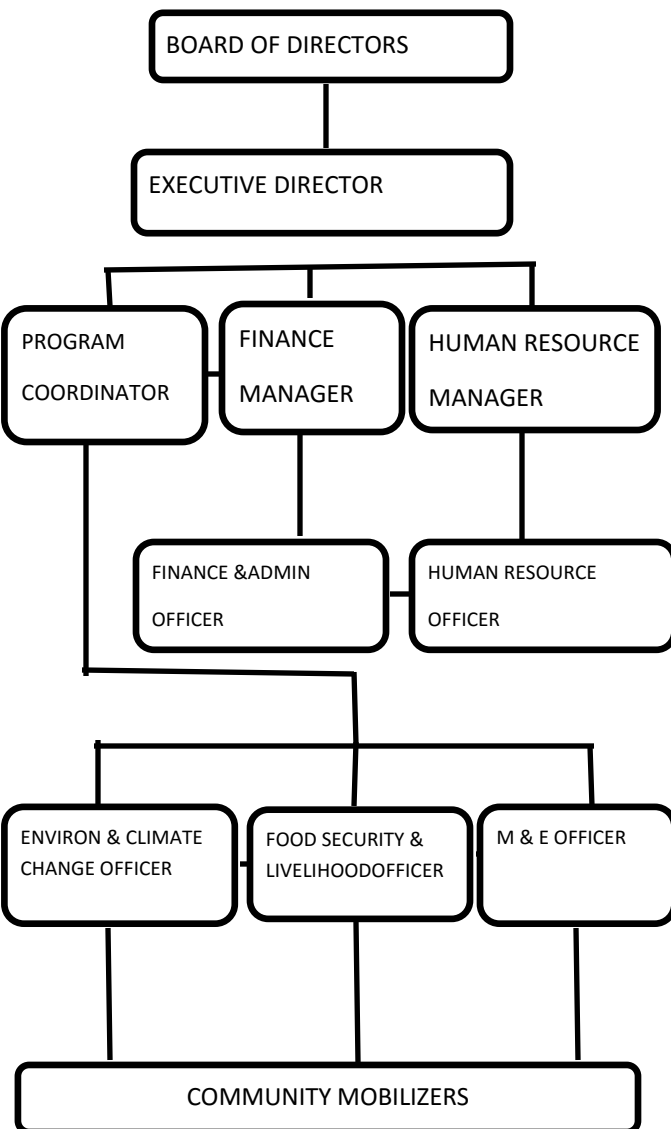 BOARD OF DIRECTORS
EXECUTIVE DIRECTOR
PROGRAM
COORDINATOR
FINANCE
MANAGER
HUMAN RESOURCE
MANAGER
FINANCE &ADMIN
OFFICER
HUMAN RESOURCE
OFFICER
ENVIRON & CLIMATE
CHANGE OFFICER
FOOD SECURITY &
LIVELIHOODOFFICER
M & E OFFICER
COMMUNITY MOBILIZERS